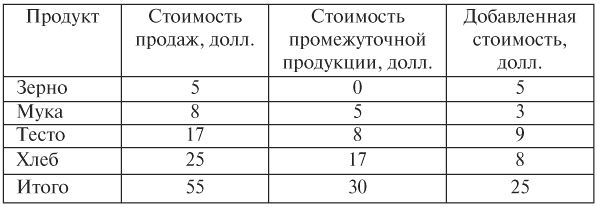 Продукт Стоимость продаж, долл. Стоимость промежуточной продукции, долл. Добавленная стоимость, долл.
Зерно 5 0 5
Мука 8 5 3
Тесто 17 8 9
Хлеб 25 17 8
Итого 55 30 25